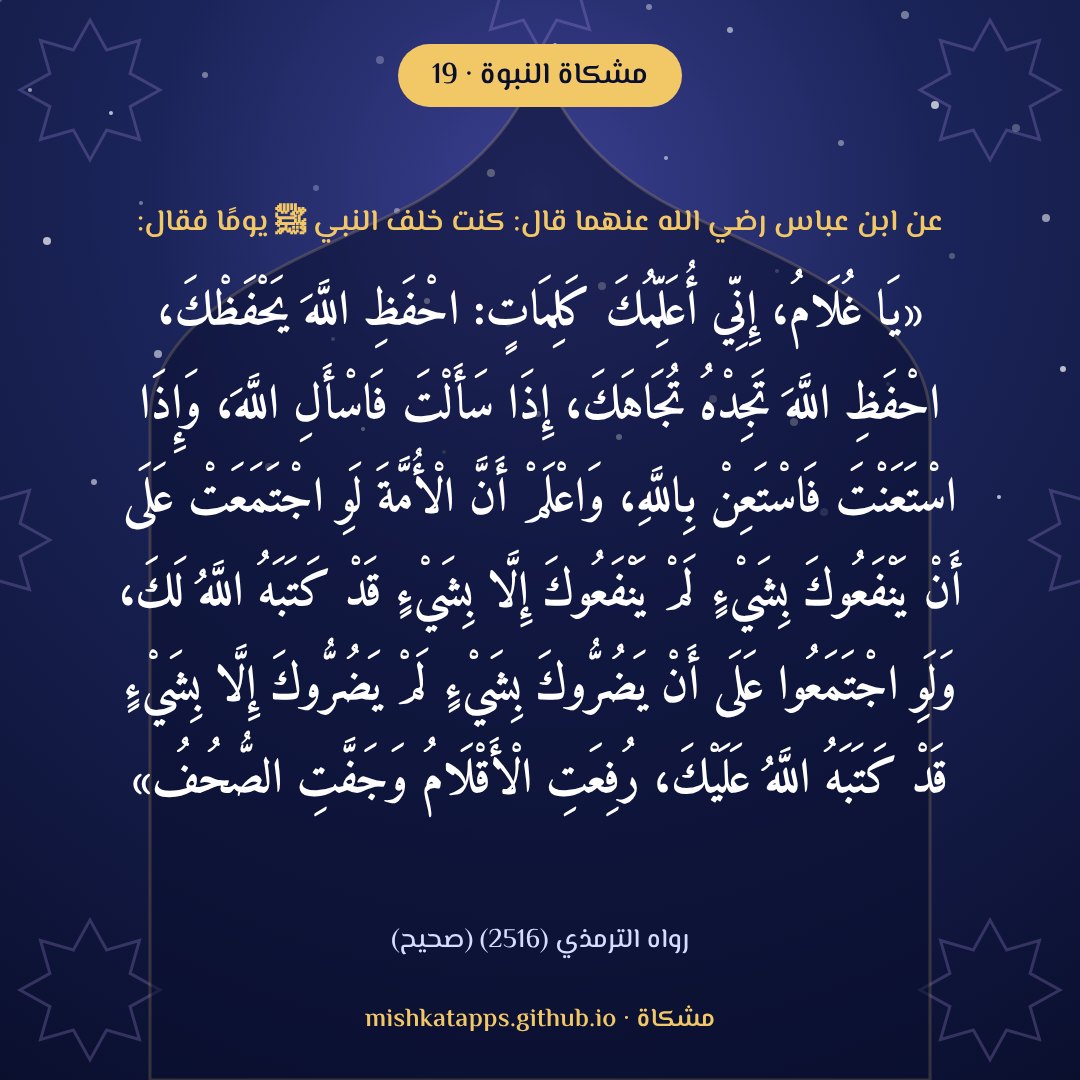 مشكاة النبوة · 19
عن ابن عباس رضي الله عنهما قال: كنت خلف النبي ﷺ يومًا فقال:
«يَا غُلَامُ، إِنِّي أُعَلِّمُكَ كَلِمَاتٍ: احْفَظِ اللَّهَ يَحْفَظْكَ،
احْفَظِ اللَّهَ تَجِدْهُ تُجَاهَكَ، إِذَا سَأَلْتَ فَاسْأَلِ اللَّهَ، وَإِذَا
اسْتَعَنْتَ فَاسْتَعِنْ بِاللَّهِ، وَاعْلَمْ أَنَّ الْأُمَّةَ لَوِ اجْتَمَعَتْ عَلَى
أَنْ يَنْفَعُوكَ بِشَيْءٍ لَمْ يَنْفَعُوكَ إِلَّا بِشَيْءٍ قَدْ كَتَبَهُ اللَّهُ لَكَ،
وَلَوِ اجْتَمَعُوا عَلَى أَنْ يَضُرُّوكَ بِشَيْءٍ لَمْ يَضُرُّوكَ إِلَّا بِشَيْءٍ
قَدْ كَتَبَهُ اللَّهُ عَلَيْكَ، رُفِعَتِ الْأَقْلَامُ وَجَفَّتِ الصُّحُفُ»
رواه الترمذي (2516) (صحيح)
مشكاة · mishkatapps.github.io